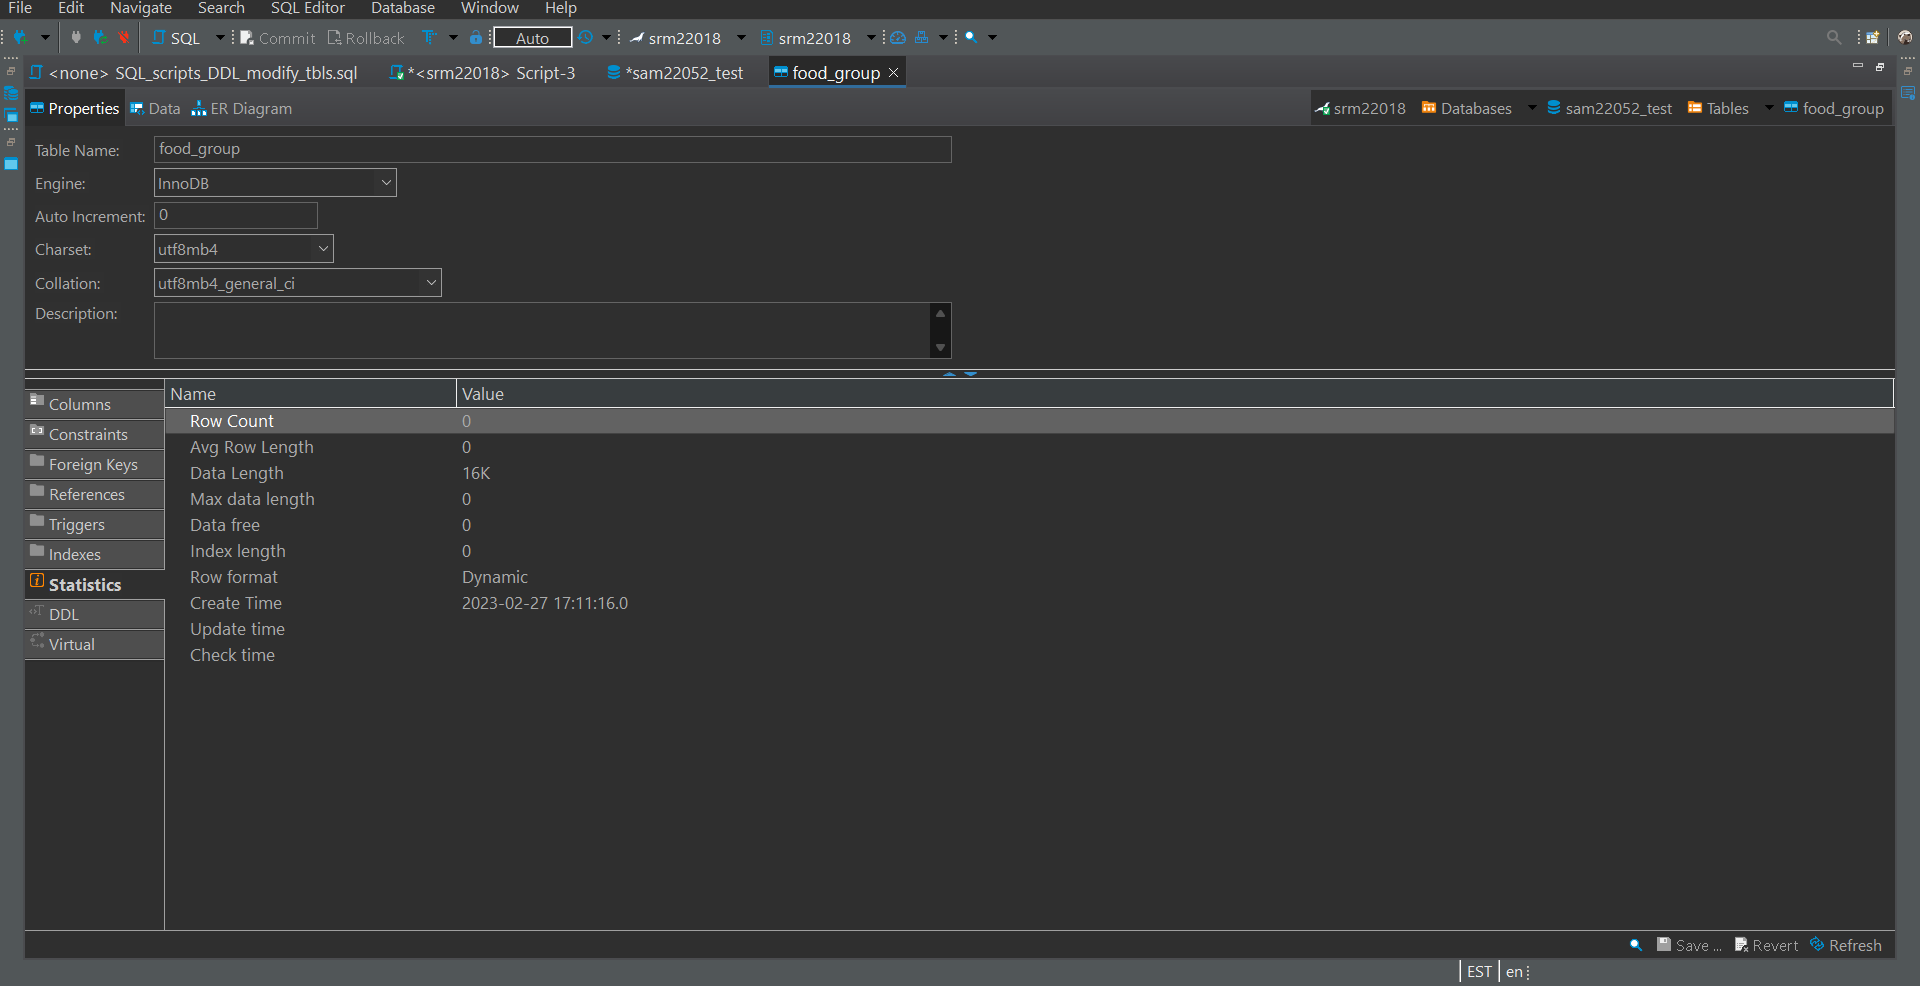 File Edit Navigate Search SQL Editor Database Window Help
SQL Commit Rollback Auto srm22018 srm22018
<none> SQL_scripts_DDL_modify_tbls.sql *<srm22018> Script-3 *sam22052_test food_group
Properties Data ER Diagram srm22018 Databases sam22052_test Tables food_group
Table Name: food_group
Engine: InnoDB
Auto Increment: 0
Charset: utf8mb4
Collation: utf8mb4_general_ci
Description:
Columns
Constraints
Foreign Keys
References
Triggers
Indexes
Statistics
DDL
Virtual
Name Value
Row Count 0
Avg Row Length 0
Data Length 16K
Max data length 0
Data free 0
Index length 0
Row format Dynamic
Create Time 2023-02-27 17:11:16.0
Update time
Check time
Save ... Revert Refresh
EST en